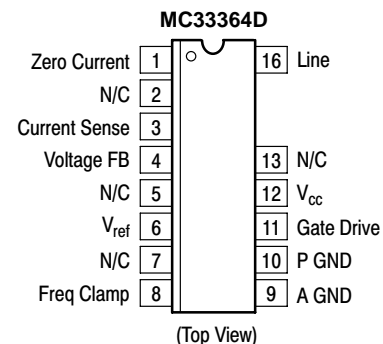 MC33364D
Zero Current 1 16 Line
N/C 2
Current Sense 3
Voltage FB 4 13 N/C
N/C 5 12 Vcc
Vref 6 11 Gate Drive
N/C 7 10 P GND
Freq Clamp 8 9 A GND
(Top View)